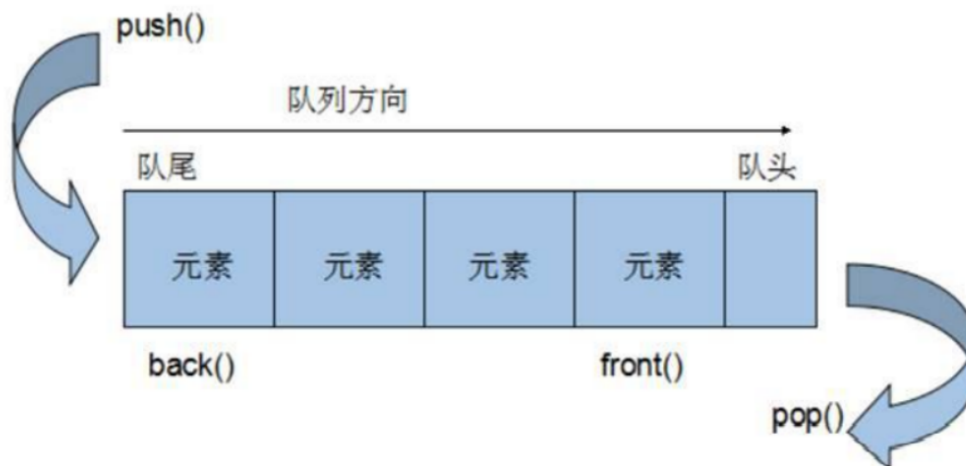 push()
队列方向
队尾 队头
元素 元素 元素 元素
back() front()
pop()